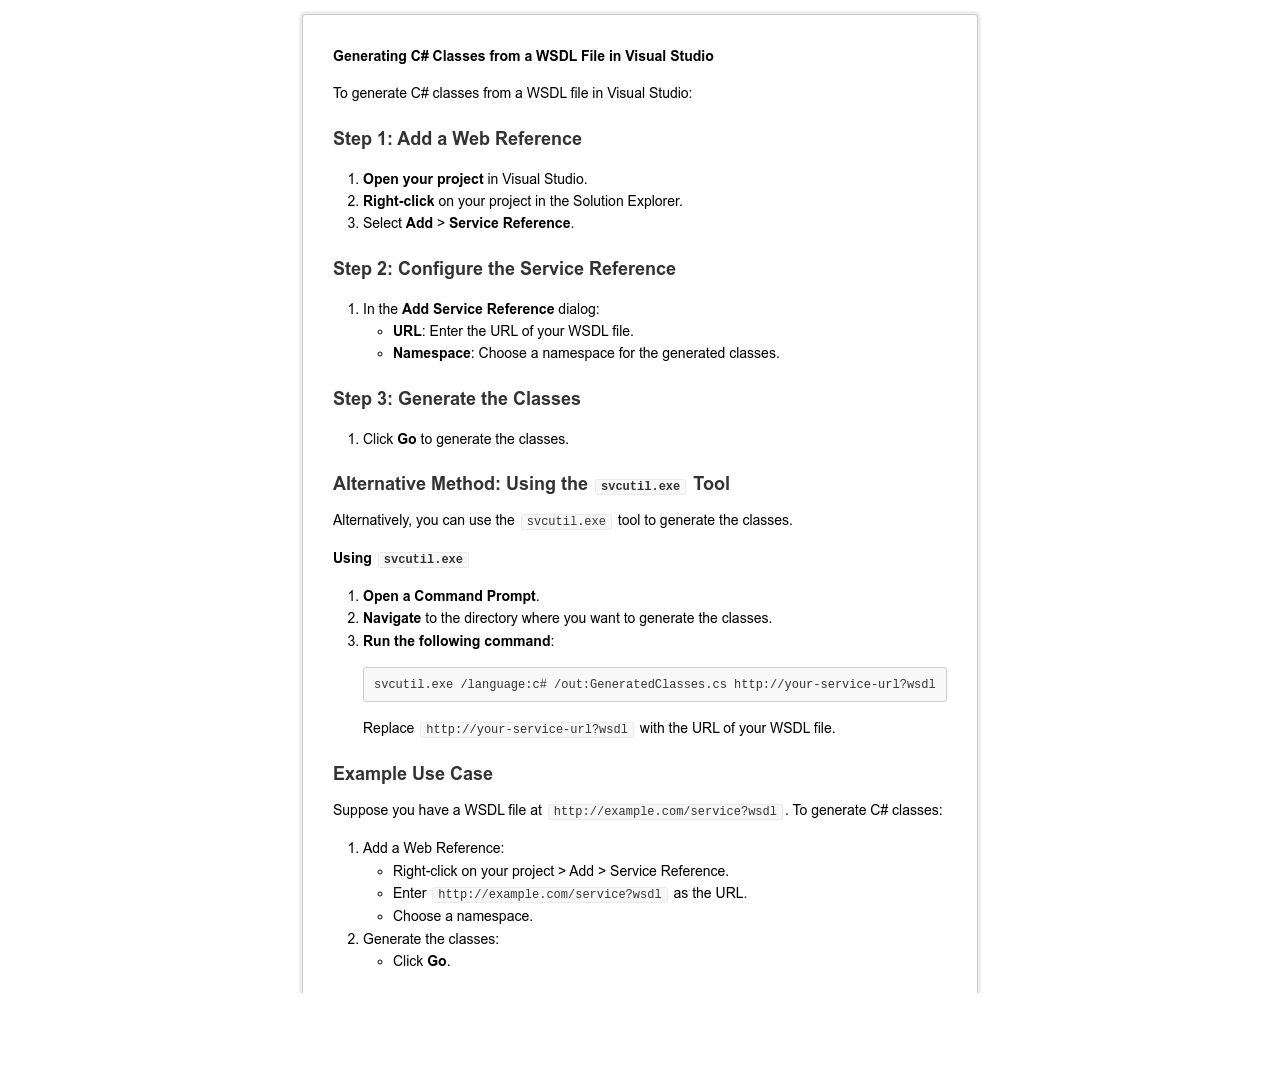 Generating C# Classes from a WSDL File in Visual Studio
To generate C# classes from a WSDL file in Visual Studio:
Step 1: Add a Web Reference
1. Open your project in Visual Studio.
2. Right-click on your project in the Solution Explorer.
3. Select Add > Service Reference.
Step 2: Configure the Service Reference
1. In the Add Service Reference dialog:
◦ URL: Enter the URL of your WSDL file.
◦ Namespace: Choose a namespace for the generated classes.
Step 3: Generate the Classes
1. Click Go to generate the classes.
Alternative Method: Using the svcutil.exe Tool
Alternatively, you can use the svcutil.exe tool to generate the classes.
Using svcutil.exe
1. Open a Command Prompt.
2. Navigate to the directory where you want to generate the classes.
3. Run the following command:
svcutil.exe /language:c# /out:GeneratedClasses.cs http://your-service-url?wsdl
Replace http://your-service-url?wsdl with the URL of your WSDL file.
Example Use Case
Suppose you have a WSDL file at http://example.com/service?wsdl. To generate C# classes:
1. Add a Web Reference:
◦ Right-click on your project > Add > Service Reference.
◦ Enter http://example.com/service?wsdl as the URL.
◦ Choose a namespace.
2. Generate the classes:
◦ Click Go.